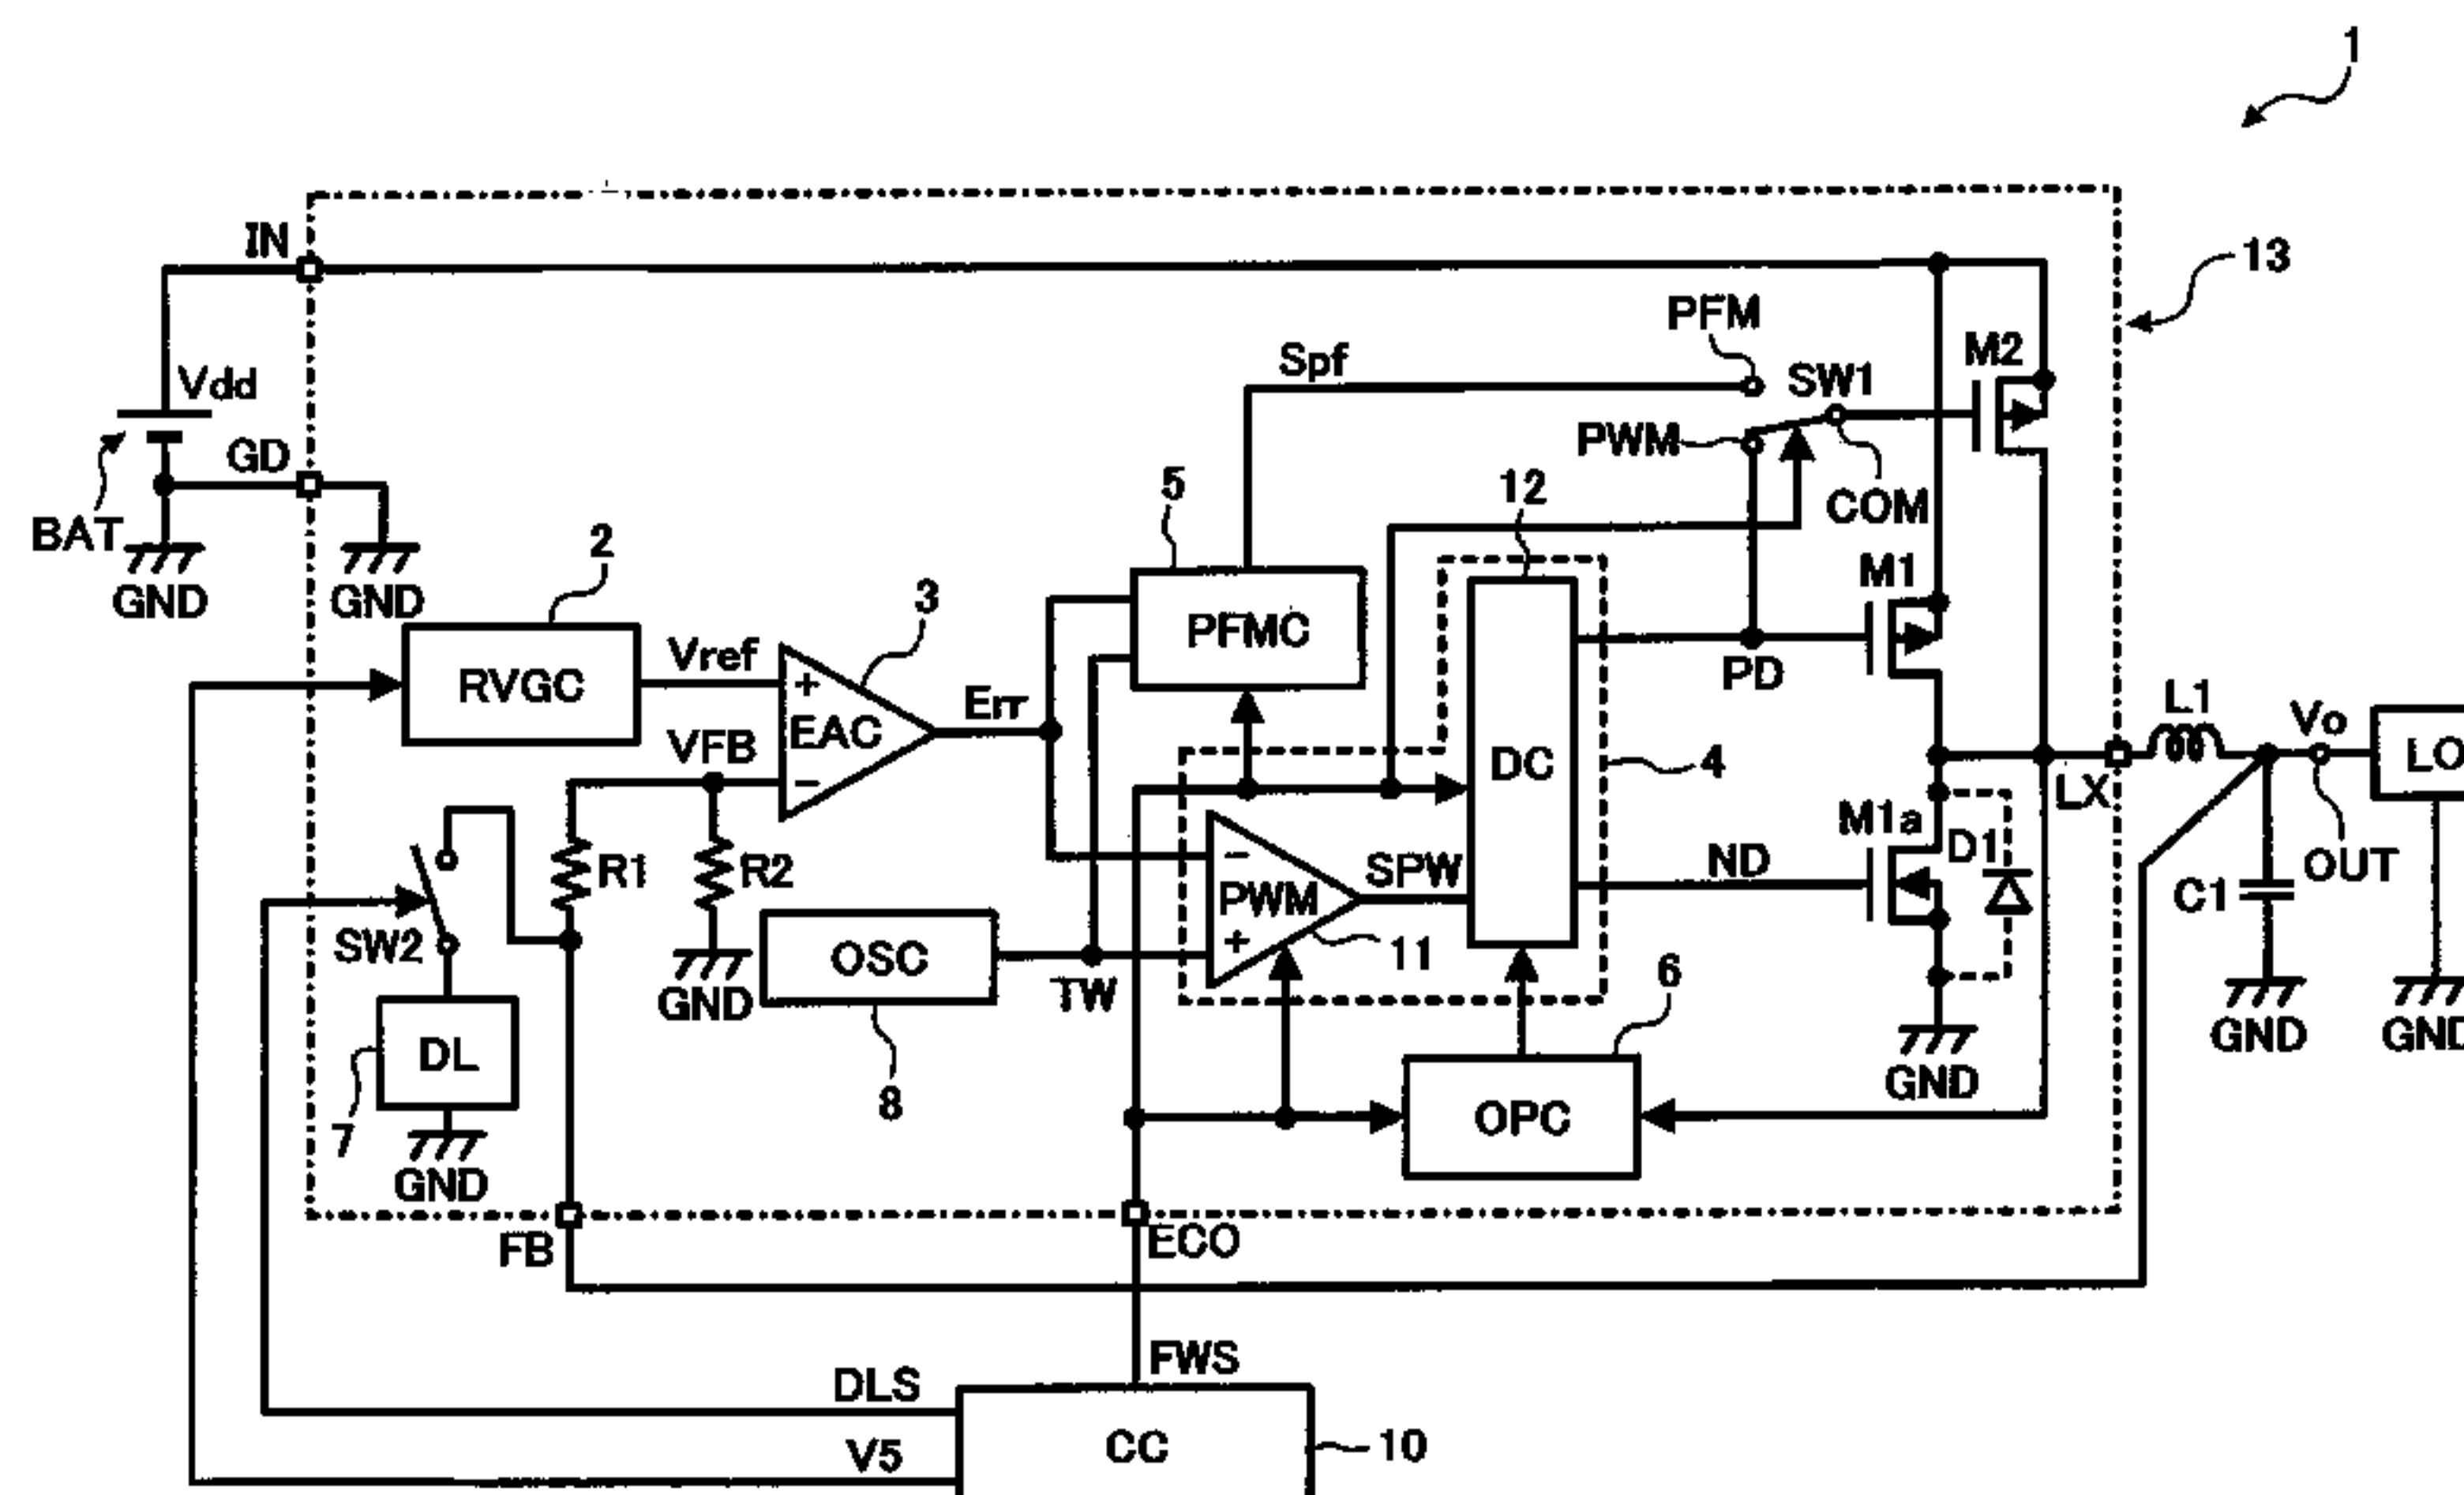 1
IN
13
PFM
M2
Spf
SW1
Vdd
PWM
GD
5
12
COM
BAT
2
GND
GND
3
M1
PFMC
Vref
+
RVGC
PD
Err
EAC
L1
Vo
VFB
DC
4
LO
−
LX
M1a
D1
R1
R2
−
SPW
ND
OUT
PWM
C1
SW2
OSC
+
11
TW
6
GND
DL
GND
GND
8
OPC
GND
7
GND
FB
ECO
FWS
DLS
V5
CC
10